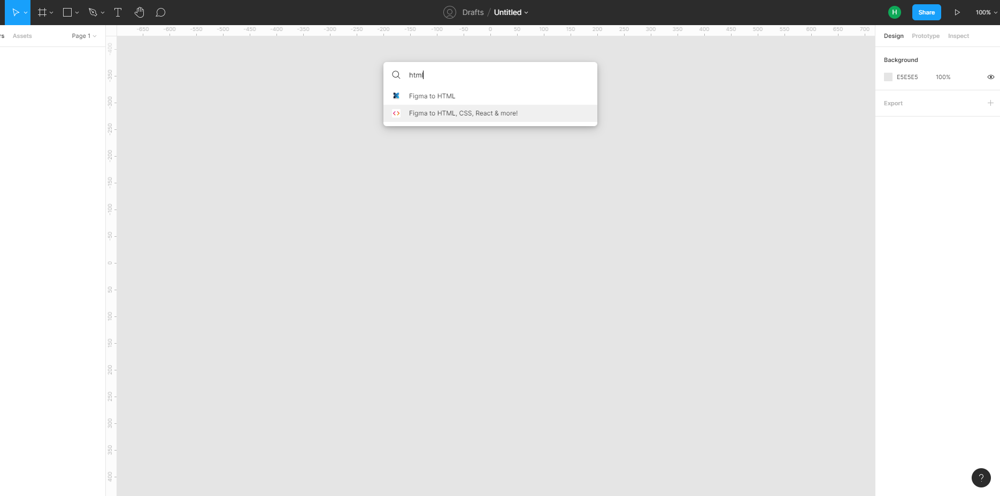 Drafts / Untitled
H
Share
100%
rs Assets Page 1
-650 -600 -550 -500 -450 -400 -350 -300 -250 -200 -150 -100 -50 0 50 100 150 200 250 300 350 400 450 500 550 600 650 700
Design Prototype Inspect
-400
-350
-300
-250
-200
-150
-100
-50
0
50
100
150
200
250
300
350
400
html
Figma to HTML
Figma to HTML, CSS, React & more!
Background
E5E5E5 100%
Export
?